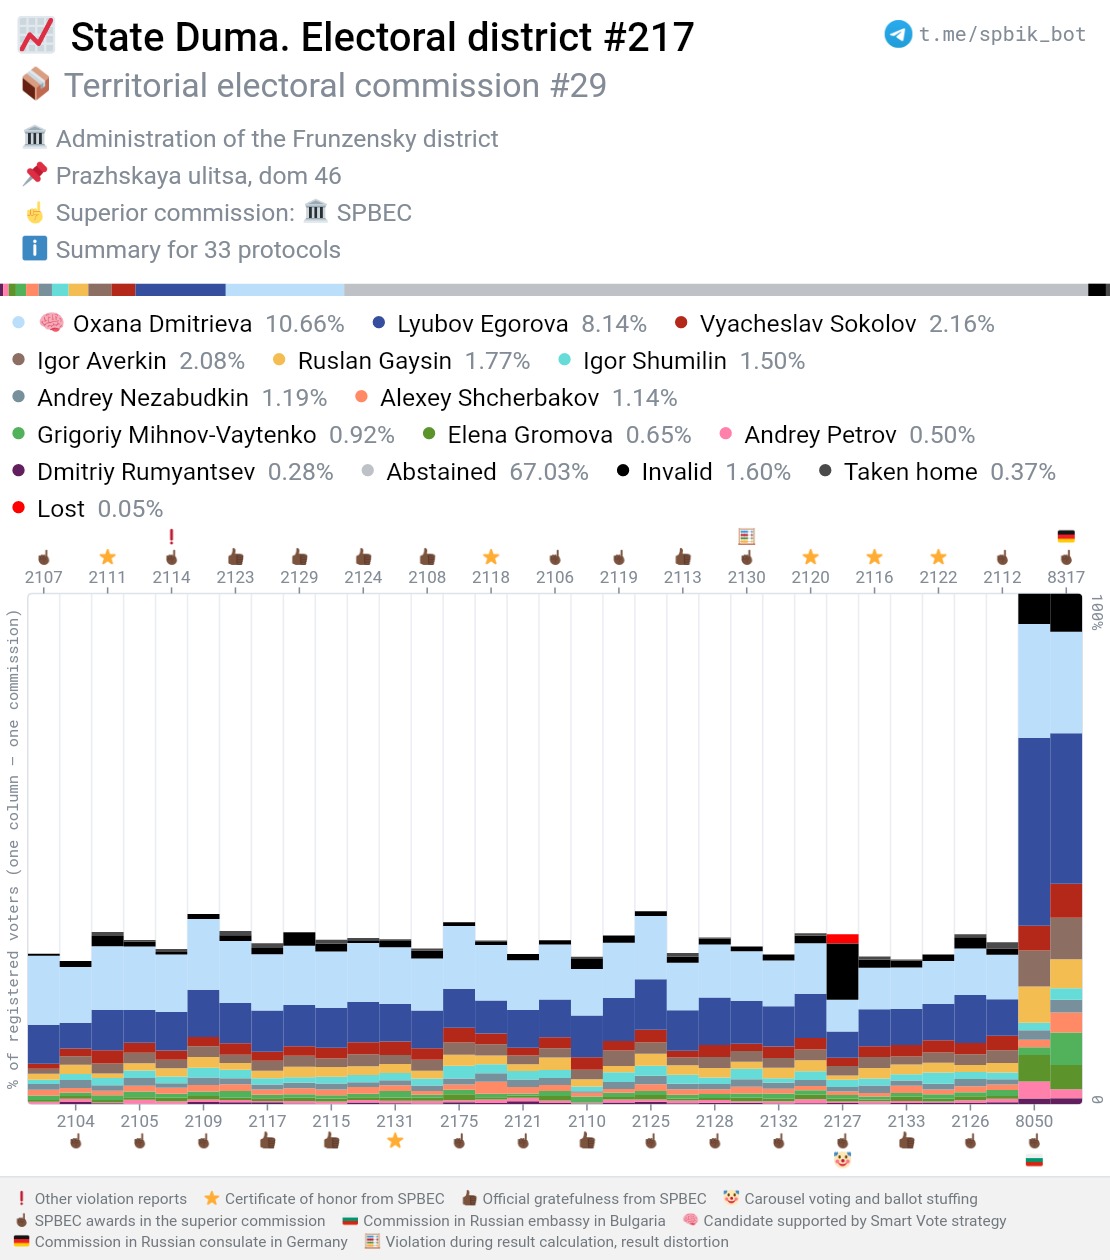 State Duma. Electoral district #217
t.me/spbik_bot
Territorial electoral commission #29
Administration of the Frunzensky district
Prazhskaya ulitsa, dom 46
Superior commission: SPBEC
Summary for 33 protocols
Oxana Dmitrieva 10.66% Lyubov Egorova 8.14% Vyacheslav Sokolov 2.16%
Igor Averkin 2.08% Ruslan Gaysin 1.77% Igor Shumilin 1.50%
Andrey Nezabudkin 1.19% Alexey Shcherbakov 1.14%
Grigoriy Mihnov-Vaytenko 0.92% Elena Gromova 0.65% Andrey Petrov 0.50%
Dmitriy Rumyantsev 0.28% Abstained 67.03% Invalid 1.60% Taken home 0.37%
Lost 0.05%
2107 2111 2114 2123 2129 2124 2108 2118 2106 2119 2113 2130 2120 2116 2122 2112 8317
% of registered voters (one column – one commission)
100%
0
2104 2105 2109 2117 2115 2131 2175 2121 2110 2125 2128 2132 2127 2133 2126 8050
Other violation reports Certificate of honor from SPBEC Official gratefulness from SPBEC Carousel voting and ballot stuffing
SPBEC awards in the superior commission Commission in Russian embassy in Bulgaria Candidate supported by Smart Vote strategy
Commission in Russian consulate in Germany Violation during result calculation, result distortion